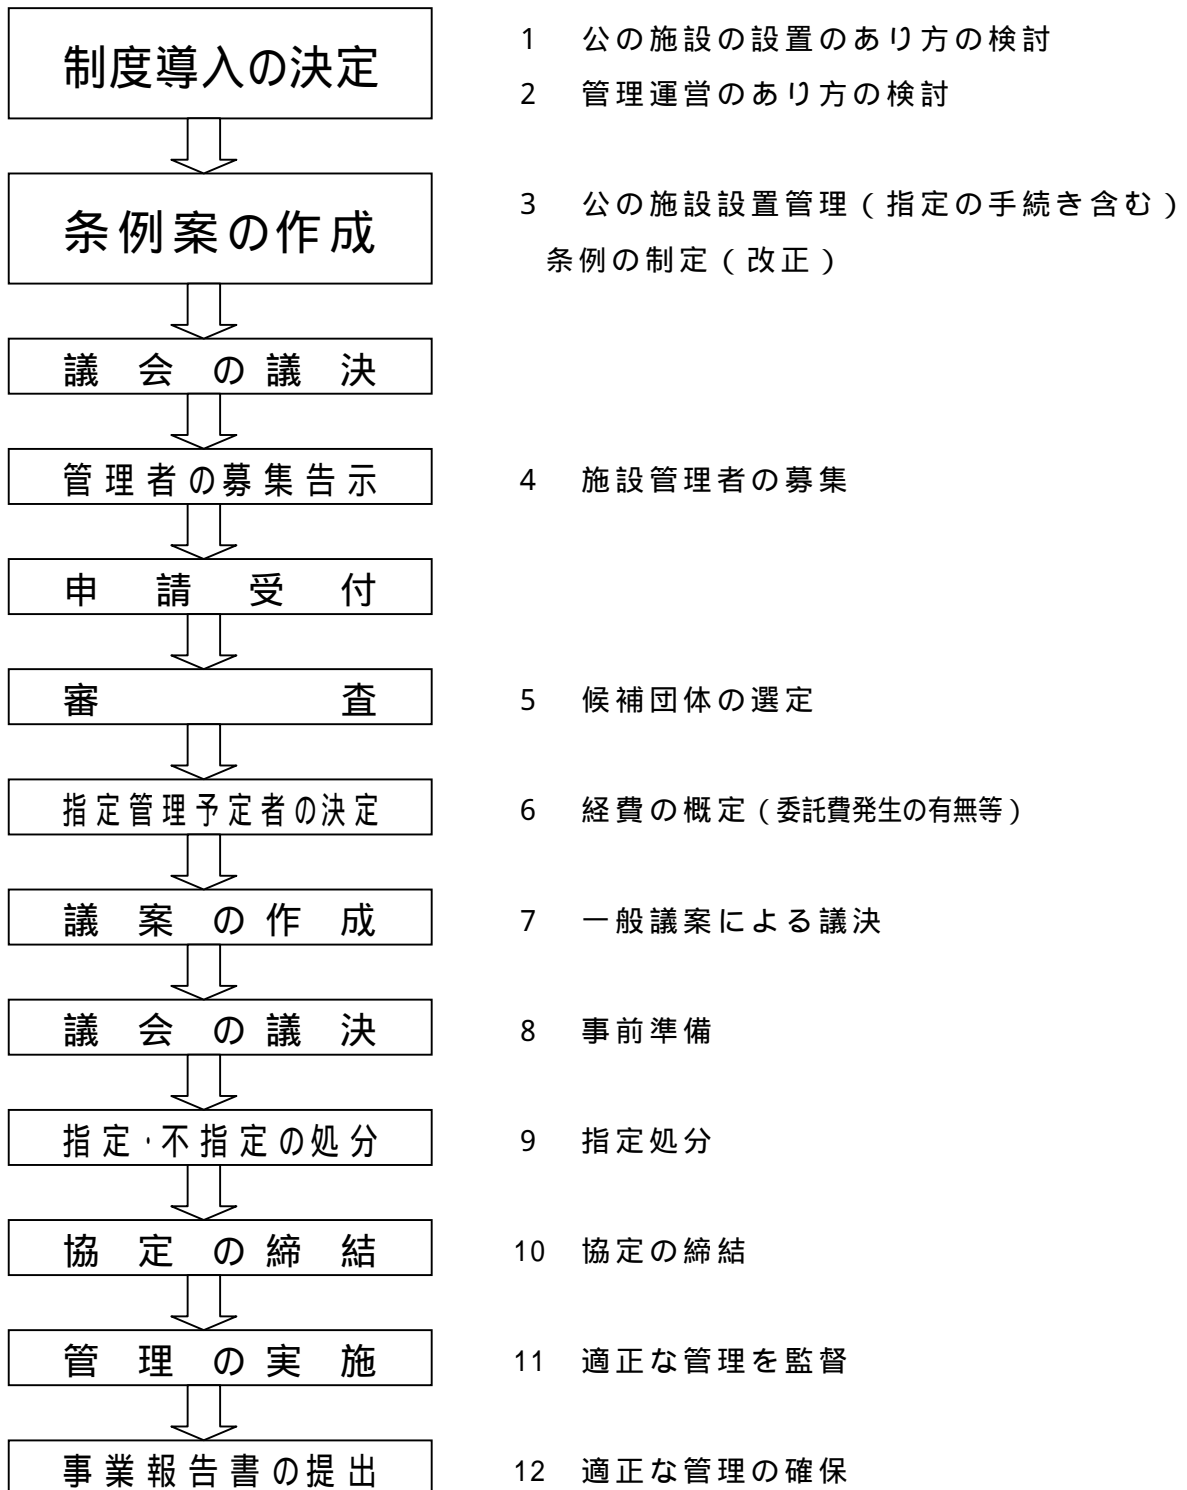 制度導入の決定
1 公の施設の設置のあり方の検討
2 管理運営のあり方の検討
条例案の作成
3 公の施設設置管理（指定の手続き含む）
条例の制定（改正）
議会の議決
管理者の募集告示
4 施設管理者の募集
申請受付
審査
5 候補団体の選定
指定管理予定者の決定
6 経費の概定（委託費発生の有無等）
議案の作成
7 一般議案による議決
議会の議決
8 事前準備
指定・不指定の処分
9 指定処分
協定の締結
10 協定の締結
管理の実施
11 適正な管理を監督
事業報告書の提出
12 適正な管理の確保